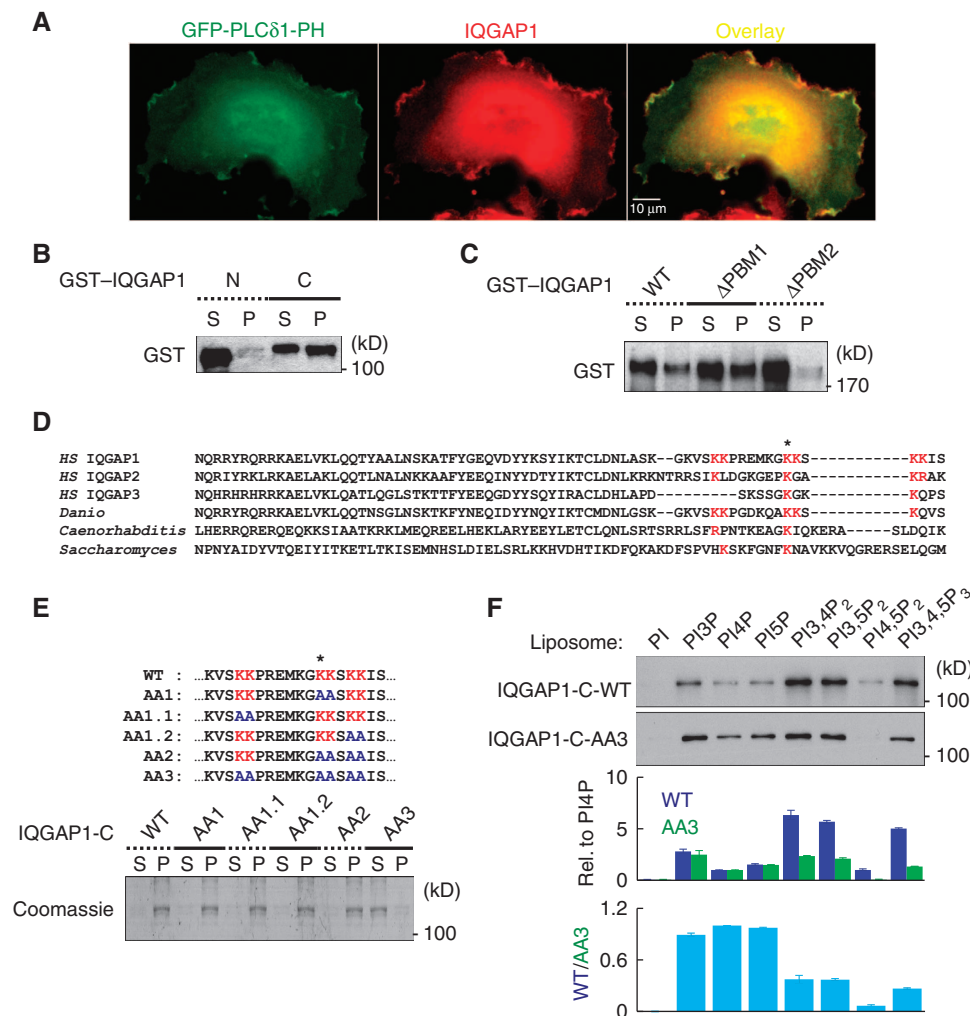 A
GFP-PLCδ1-PH IQGAP1 Overlay
10 μm
B
GST–IQGAP1 N C
S P S P
GST (kD)
100
C
GST–IQGAP1 WT ΔPBM1 ΔPBM2
S P S P S P
GST (kD)
170
D
*
HS IQGAP1 NQRRYRQRRKAELVKLQQTYAALNSKATFYGEQVDYYKSYIKTCLDNLASK--GKVSKKPREMKGKKS-----------KKIS
HS IQGAP2 NQRRYIRKLRKAELAKLQQTLNALNKKAAFYEEQINYYDTYIKTCLDNLKRKNTRRSIKLDGKGEPKGA-----------KRAG
HS IQGAP3 NQHRHRHRRKAELVKLQATLQGLSTKTTFYEEQGDYYSQYIRACLDHLAPD--------SKSSGKGK-----------KQPS
Danio NQRRYRQRRKAELVKLQQTNSGLNSKTKFYNEQIDYYNQYIKTCMDNLGSK--GKVSKKPGDKQAKKS-----------KQVS
Caenorhabditis LHERRQRERQEQKKSIAATKRKLMEQREELHEKLARYEEYLETCLQNLSRTSRRLSFRPNTKEAGKIQKERA----SLDQIK
Saccharomyces NPNYAIDYVTQEIYITKETLTKISEMNHSLDIELSRLKKHVDHTIKDFQKAKDFSPVHKSKFGNFKNAVKKVQGRERSELQGM
E
*
WT : …KVSKKPREMKGKKSKKIS…
AA1 : …KVSKKPREMKGAASKKIS…
AA1.1 : …KVSAAPREMKGKKSKKIS…
AA1.2 : …KVSKKPREMKGKKSAAIS…
AA2 : …KVSKKPREMKGAASAAIS…
AA3 : …KVSAAPREMKGAASAAIS…
IQGAP1-C WT AA1 AA1.1 AA1.2 AA2 AA3
S P S P S P S P S P S P
Coomassie (kD)
100
F
Liposome: PI PI3P PI4P PI5P PI3,4P2 PI3,5P2 PI4,5P2 PI3,4,5P3
(kD)
IQGAP1-C-WT
100
IQGAP1-C-AA3
100
Rel. to PI4P
10
5
0
WT
AA3
WT/AA3
1.2
0.6
0